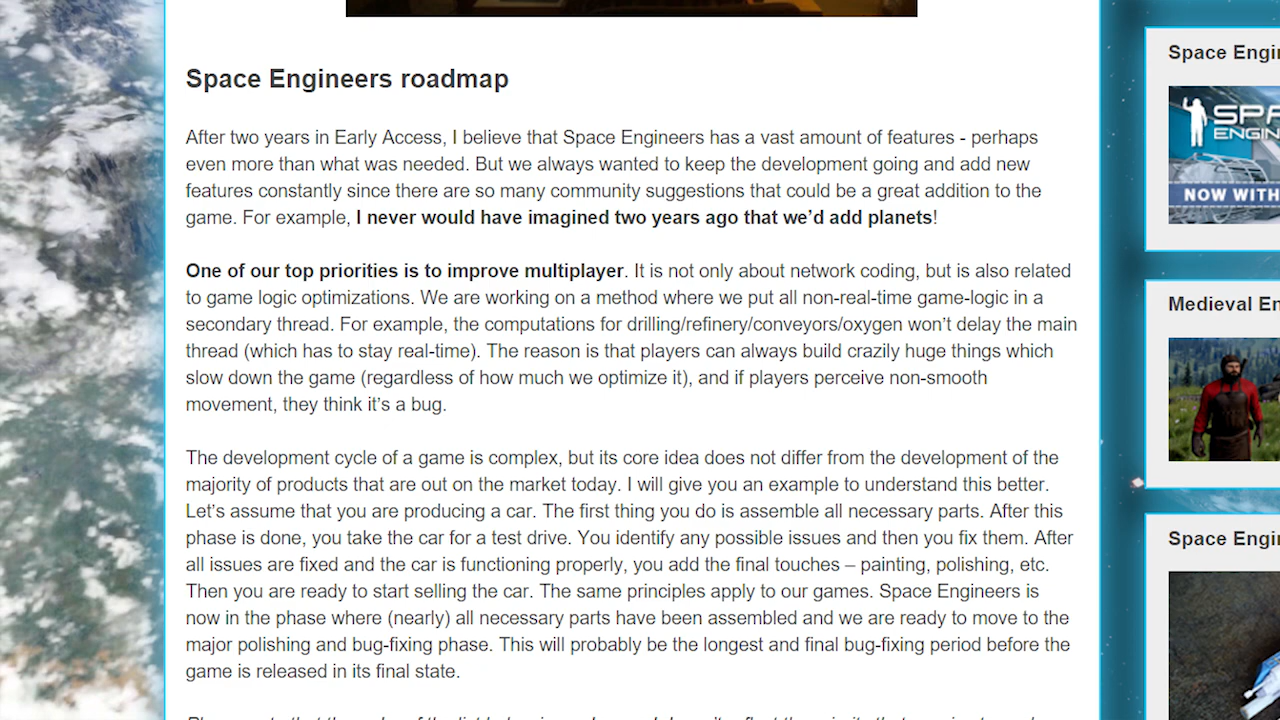 Space Engineers roadmap
After two years in Early Access, I believe that Space Engineers has a vast amount of features - perhaps
even more than what was needed. But we always wanted to keep the development going and add new
features constantly since there are so many community suggestions that could be a great addition to the
game. For example, I never would have imagined two years ago that we’d add planets!
One of our top priorities is to improve multiplayer. It is not only about network coding, but is also related
to game logic optimizations. We are working on a method where we put all non-real-time game-logic in a
secondary thread. For example, the computations for drilling/refinery/conveyors/oxygen won’t delay the main
thread (which has to stay real-time). The reason is that players can always build crazily huge things which
slow down the game (regardless of how much we optimize it), and if players perceive non-smooth
movement, they think it’s a bug.
The development cycle of a game is complex, but its core idea does not differ from the development of the
majority of products that are out on the market today. I will give you an example to understand this better.
Let’s assume that you are producing a car. The first thing you do is assemble all necessary parts. After this
phase is done, you take the car for a test drive. You identify any possible issues and then you fix them. After
all issues are fixed and the car is functioning properly, you add the final touches – painting, polishing, etc.
Then you are ready to start selling the car. The same principles apply to our games. Space Engineers is
now in the phase where (nearly) all necessary parts have been assembled and we are ready to move to the
major polishing and bug-fixing phase. This will probably be the longest and final bug-fixing period before the
game is released in its final state.
Space Engi
SPA
ENGIN
NOW WITH
Medieval En
Space Engi